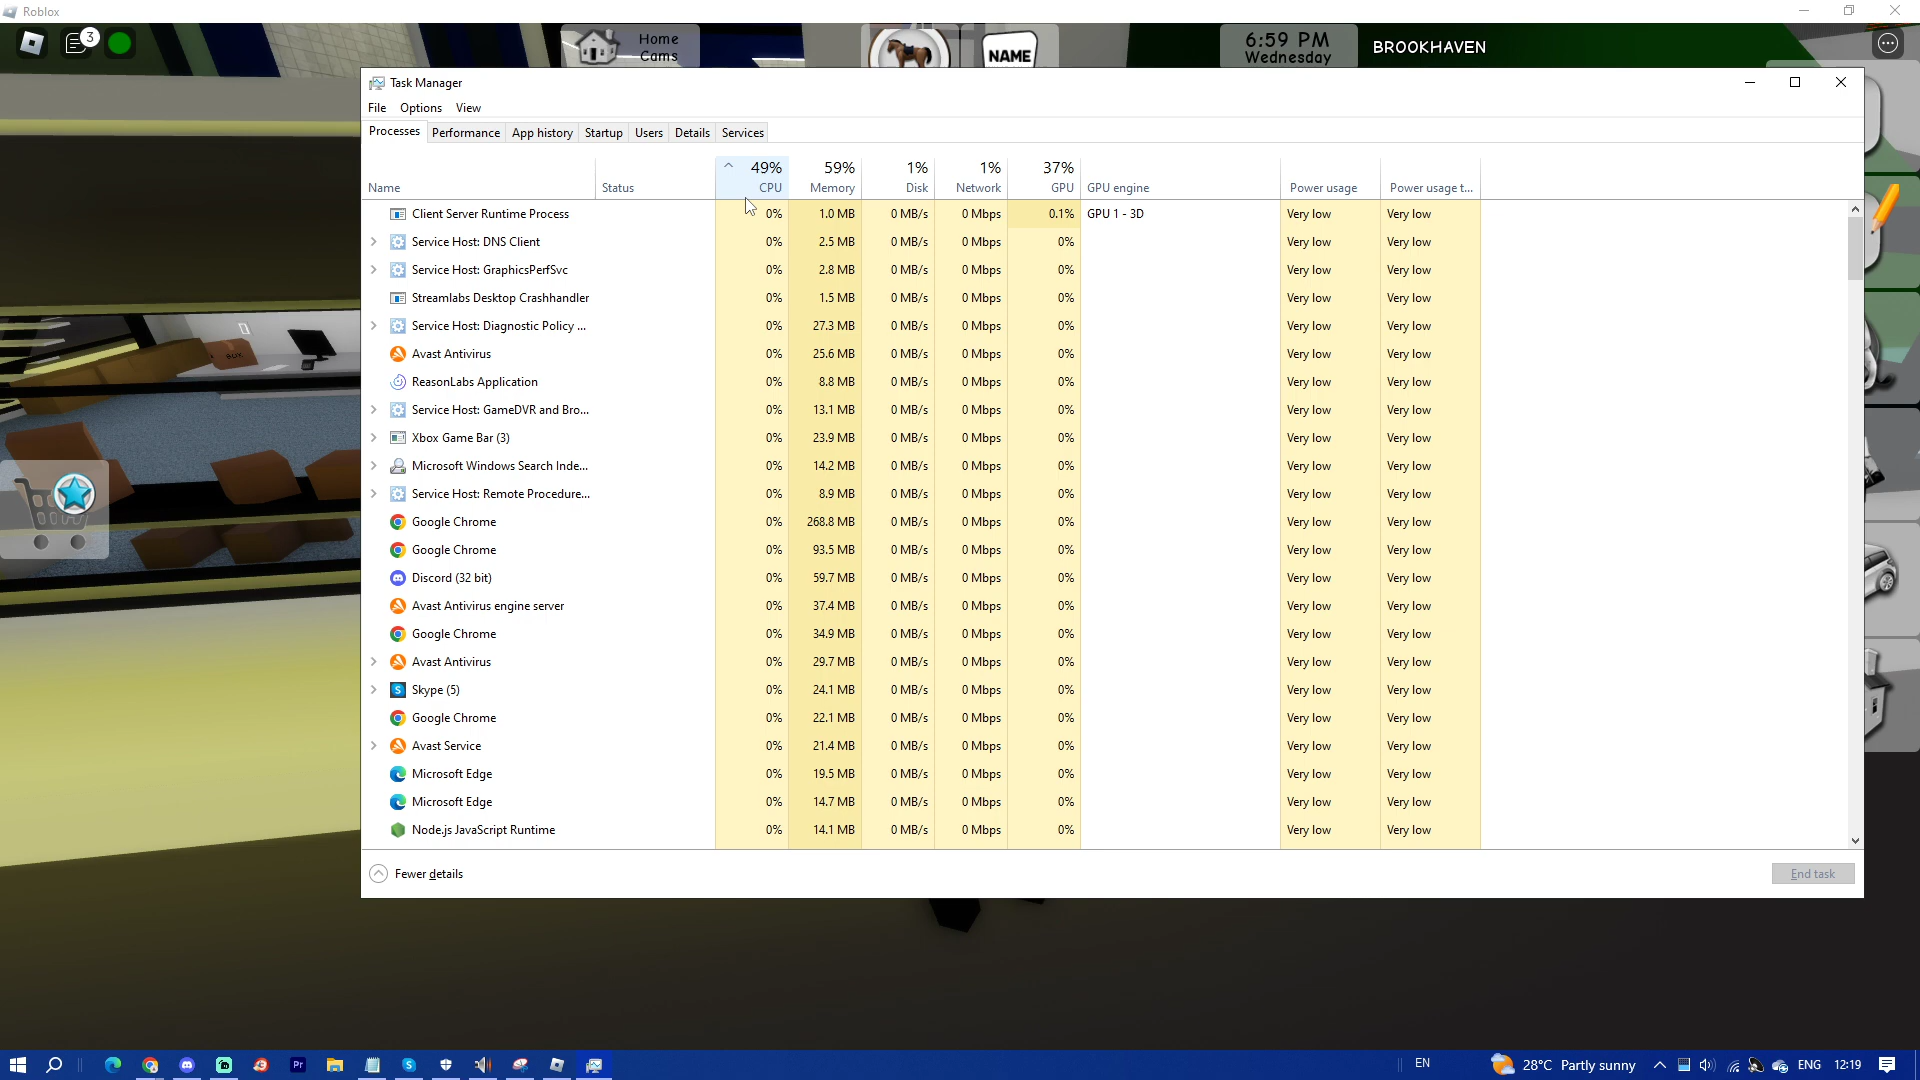 Roblox
3
Home
Cams
NAME
6:59 PM
Wednesday
BROOKHAVEN
Task Manager
File Options View
Processes Performance App history Startup Users Details Services
49% 59% 1% 1% 37%
Name Status CPU Memory Disk Network GPU GPU engine Power usage Power usage t...
Client Server Runtime Process 0% 1.0 MB 0 MB/s 0 Mbps 0.1% GPU 1 - 3D Very low Very low
Service Host: DNS Client 0% 2.5 MB 0 MB/s 0 Mbps 0% Very low Very low
Service Host: GraphicsPerfSvc 0% 2.8 MB 0 MB/s 0 Mbps 0% Very low Very low
Streamlabs Desktop Crashhandler 0% 1.5 MB 0 MB/s 0 Mbps 0% Very low Very low
Service Host: Diagnostic Policy ... 0% 27.3 MB 0 MB/s 0 Mbps 0% Very low Very low
Avast Antivirus 0% 25.6 MB 0 MB/s 0 Mbps 0% Very low Very low
ReasonLabs Application 0% 8.8 MB 0 MB/s 0 Mbps 0% Very low Very low
Service Host: GameDVR and Bro... 0% 13.1 MB 0 MB/s 0 Mbps 0% Very low Very low
Xbox Game Bar (3) 0% 23.9 MB 0 MB/s 0 Mbps 0% Very low Very low
Microsoft Windows Search Inde... 0% 14.2 MB 0 MB/s 0 Mbps 0% Very low Very low
Service Host: Remote Procedure... 0% 8.9 MB 0 MB/s 0 Mbps 0% Very low Very low
Google Chrome 0% 268.8 MB 0 MB/s 0 Mbps 0% Very low Very low
Google Chrome 0% 93.5 MB 0 MB/s 0 Mbps 0% Very low Very low
Discord (32 bit) 0% 59.7 MB 0 MB/s 0 Mbps 0% Very low Very low
Avast Antivirus engine server 0% 37.4 MB 0 MB/s 0 Mbps 0% Very low Very low
Google Chrome 0% 34.9 MB 0 MB/s 0 Mbps 0% Very low Very low
Avast Antivirus 0% 29.7 MB 0 MB/s 0 Mbps 0% Very low Very low
Skype (5) 0% 24.1 MB 0 MB/s 0 Mbps 0% Very low Very low
Google Chrome 0% 22.1 MB 0 MB/s 0 Mbps 0% Very low Very low
Avast Service 0% 21.4 MB 0 MB/s 0 Mbps 0% Very low Very low
Microsoft Edge 0% 19.5 MB 0 MB/s 0 Mbps 0% Very low Very low
Microsoft Edge 0% 14.7 MB 0 MB/s 0 Mbps 0% Very low Very low
Node.js JavaScript Runtime 0% 14.1 MB 0 MB/s 0 Mbps 0% Very low Very low
Fewer details End task
BOX
Pr EN 28°C Partly sunny ENG 12:19